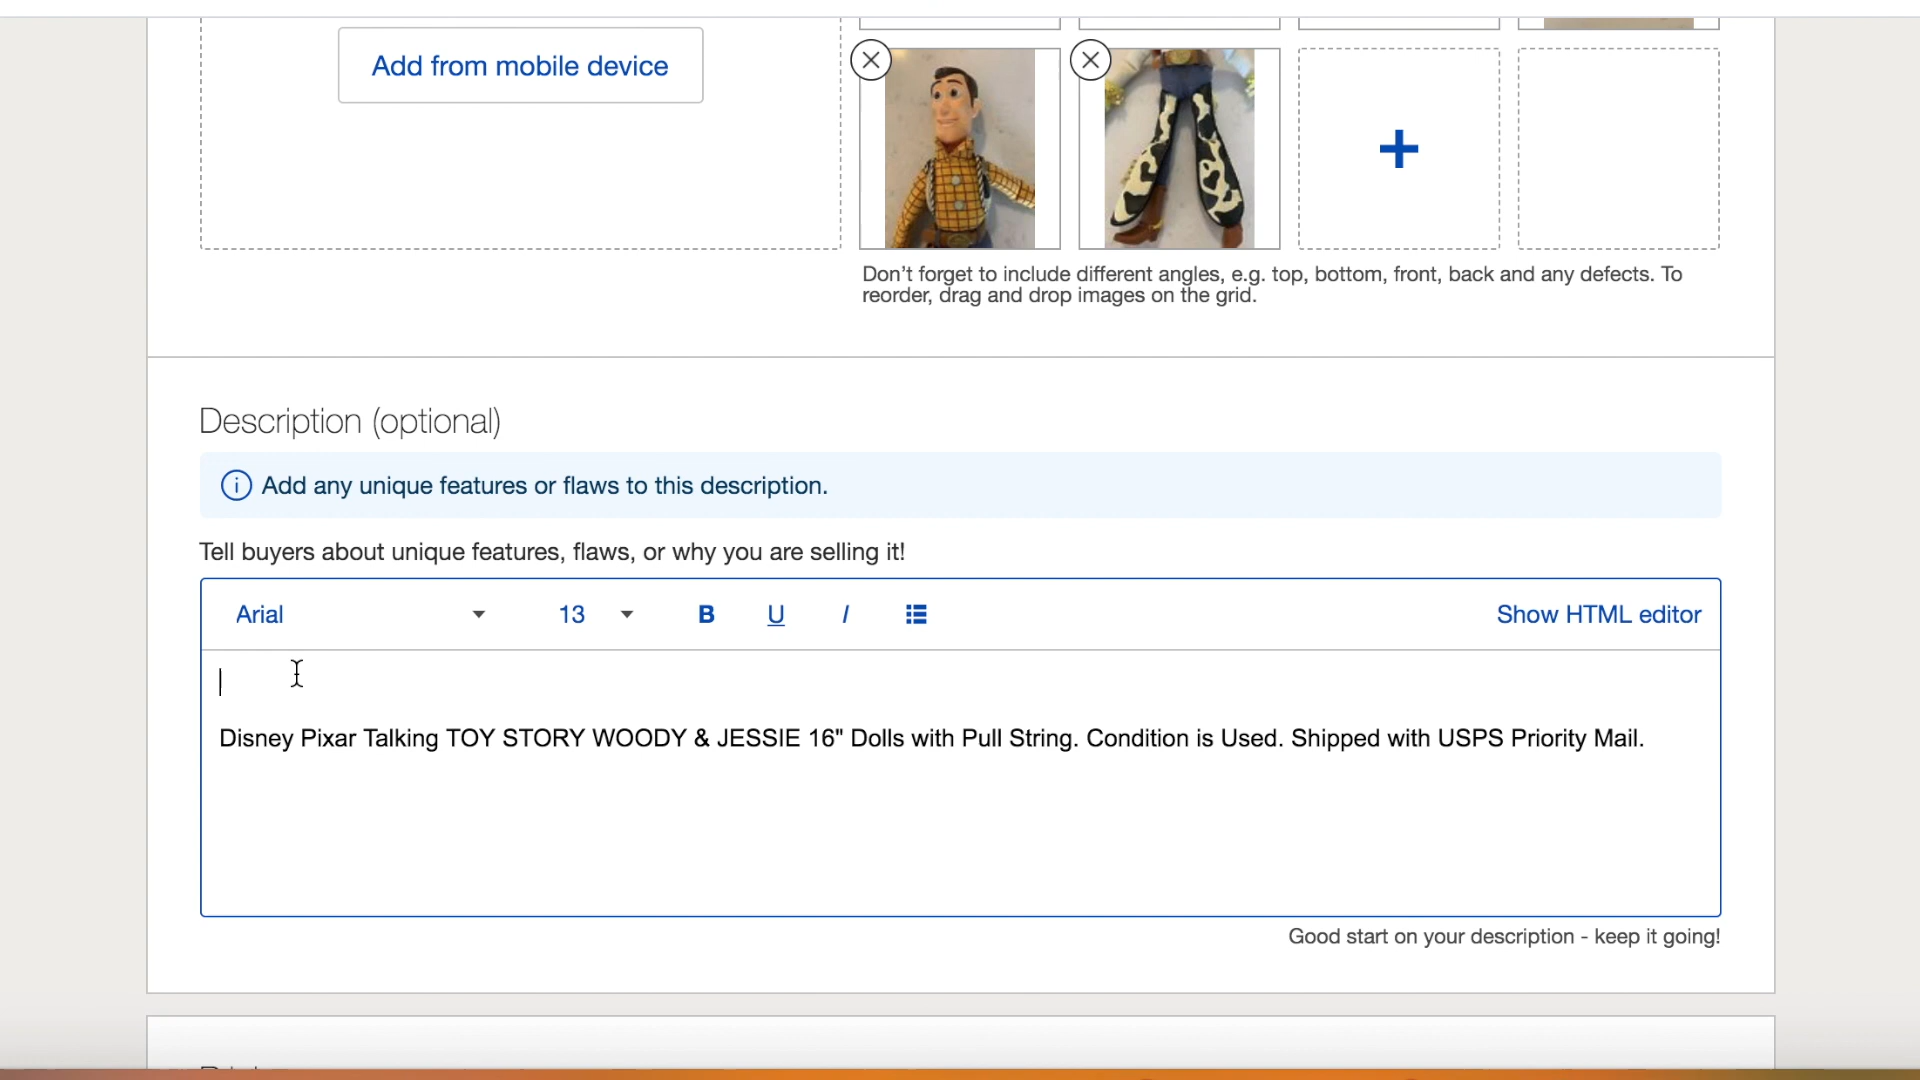 Add from mobile device
Don’t forget to include different angles, e.g. top, bottom, front, back and any defects. To
reorder, drag and drop images on the grid.
Description (optional)
Add any unique features or flaws to this description.
Tell buyers about unique features, flaws, or why you are selling it!
Arial 13 B U I Show HTML editor
Disney Pixar Talking TOY STORY WOODY & JESSIE 16" Dolls with Pull String. Condition is Used. Shipped with USPS Priority Mail.
Good start on your description - keep it going!